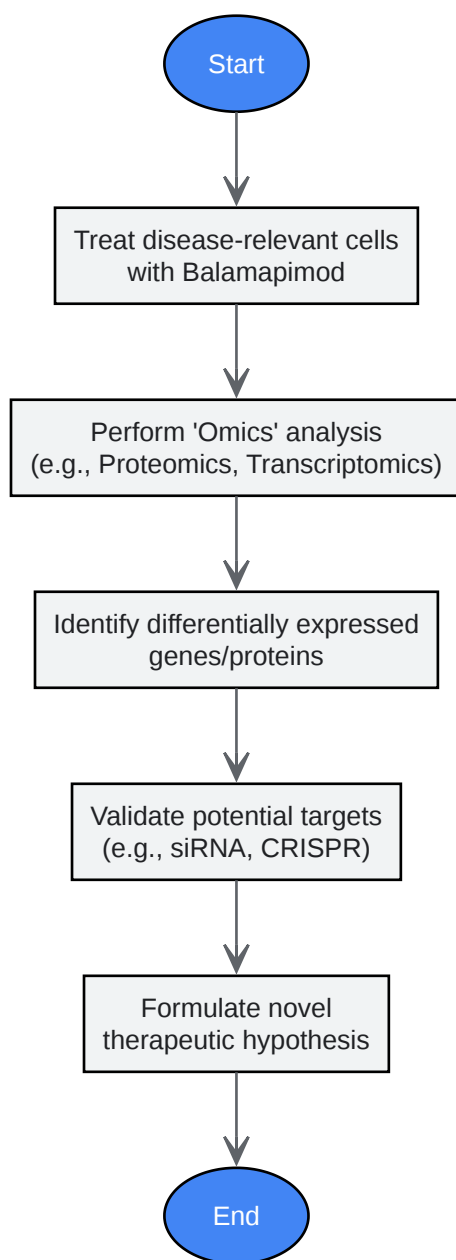 Start
Treat disease-relevant cells
with Balamapimod
Perform 'Omics' analysis
(e.g., Proteomics, Transcriptomics)
Identify differentially expressed
genes/proteins
Validate potential targets
(e.g., siRNA, CRISPR)
Formulate novel
therapeutic hypothesis
End